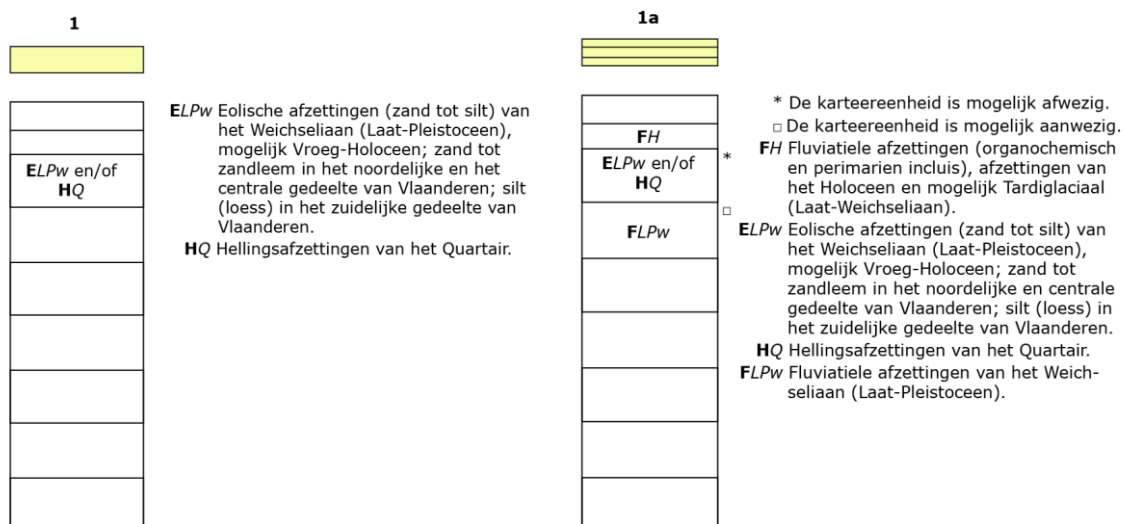 1
ELPw en/of
HQ
ELPw Eolische afzettingen (zand tot silt) van
het Weichseliaan (Laat-Pleistoceen),
mogelijk Vroeg-Holoceen; zand tot
zandleem in het noordelijke en het
centrale gedeelte van Vlaanderen; silt
(loess) in het zuidelijke gedeelte van
Vlaanderen.
HQ Hellingsafzettingen van het Quartair.
1a
FH
ELPw en/of
HQ
*
□
FLPw
* De karteereenheid is mogelijk afwezig.
□ De karteereenheid is mogelijk aanwezig.
FH Fluviatiele afzettingen (organochemisch
en perimarien incluis), afzettingen van
het Holoceen en mogelijk Tardiglaciaal
(Laat-Weichseliaan).
ELPw Eolische afzettingen (zand tot silt) van
het Weichseliaan (Laat-Pleistoceen),
mogelijk Vroeg-Holoceen; zand tot
zandleem in het noordelijke en centrale
gedeelte van Vlaanderen; silt (loess) in
het zuidelijke gedeelte van Vlaanderen.
HQ Hellingsafzettingen van het Quartair.
FLPw Fluviatiele afzettingen van het Weich-
seliaan (Laat-Pleistoceen).